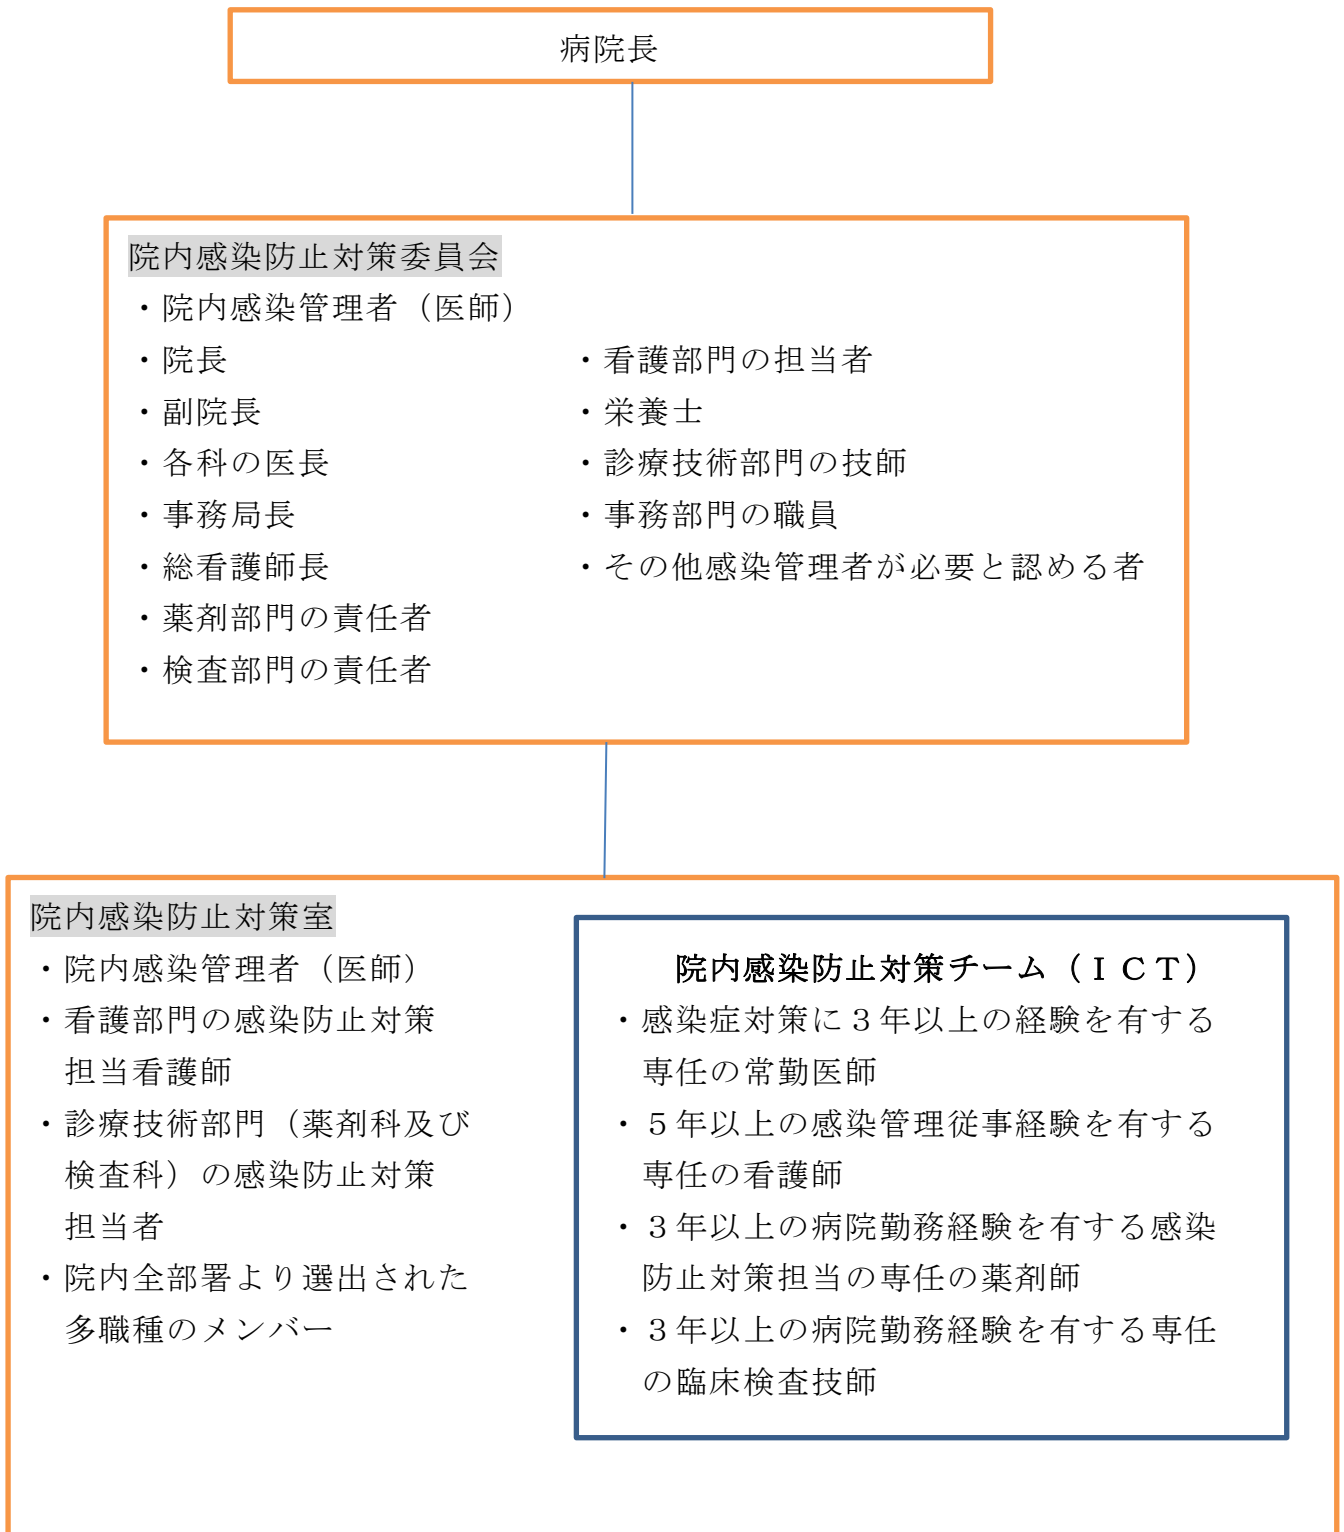 病院長
院内感染防止対策委員会
・院内感染管理者（医師）
・院長
・副院長
・各科の医長
・事務局長
・総看護師長
・薬剤部門の責任者
・検査部門の責任者
・看護部門の担当者
・栄養士
・診療技術部門の技師
・事務部門の職員
・その他感染管理者が必要と認める者
院内感染防止対策室
・院内感染管理者（医師）
・看護部門の感染防止対策
担当看護師
・診療技術部門（薬剤科及び
検査科）の感染防止対策
担当者
・院内全部署より選出された
多職種のメンバー
院内感染防止対策チーム（ＩＣＴ）
・感染症対策に３年以上の経験を有する
専任の常勤医師
・５年以上の感染管理従事経験を有する
専任の看護師
・３年以上の病院勤務経験を有する感染
防止対策担当の専任の薬剤師
・３年以上の病院勤務経験を有する専任
の臨床検査技師